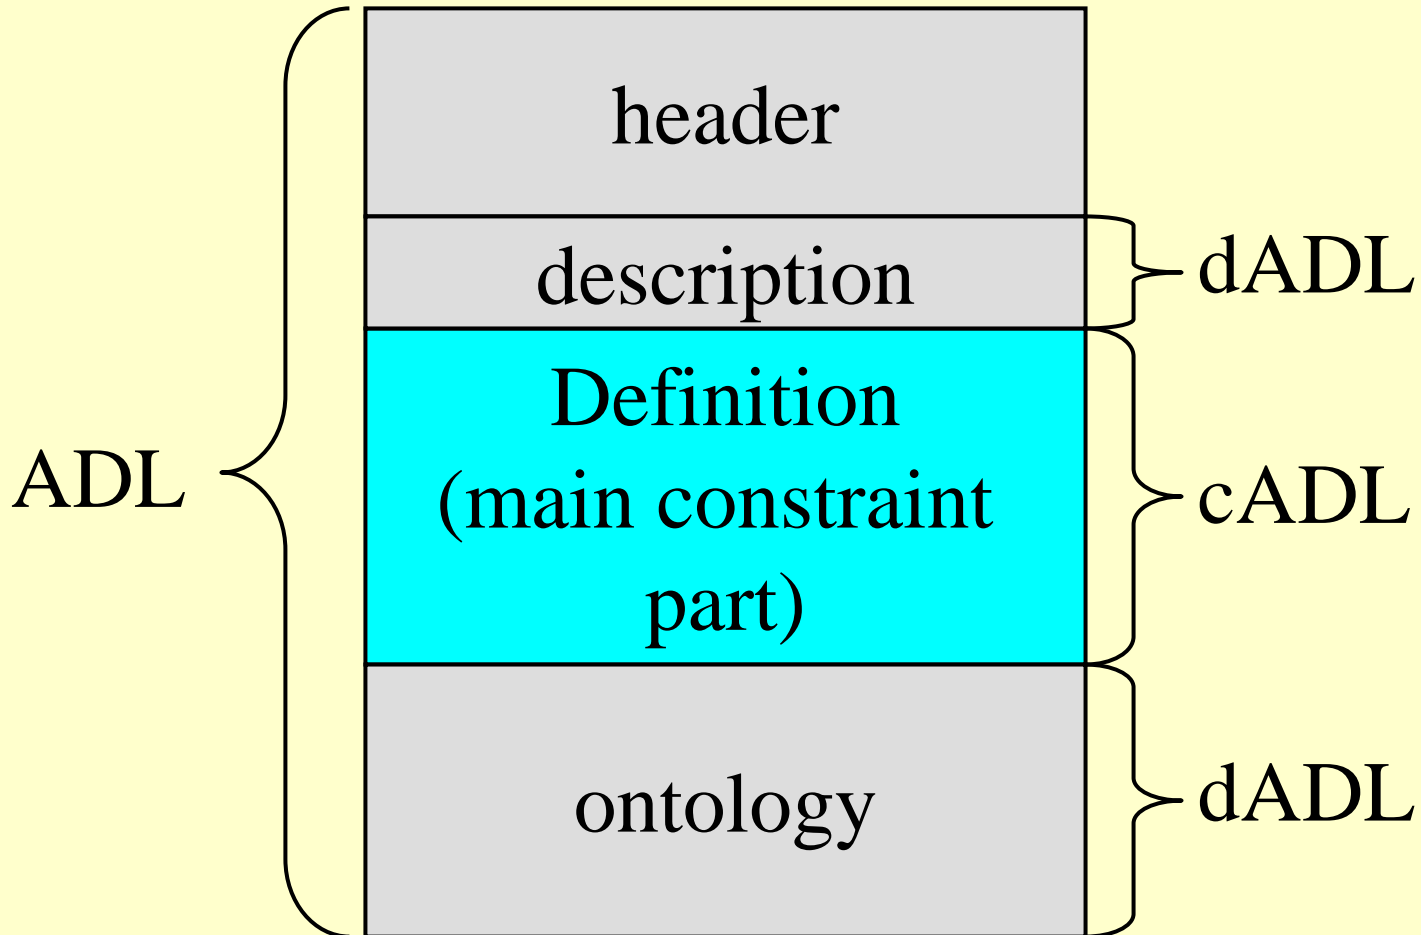 header
description
dADL
Definition
(main constraint
part)
ADL
cADL
ontology
dADL